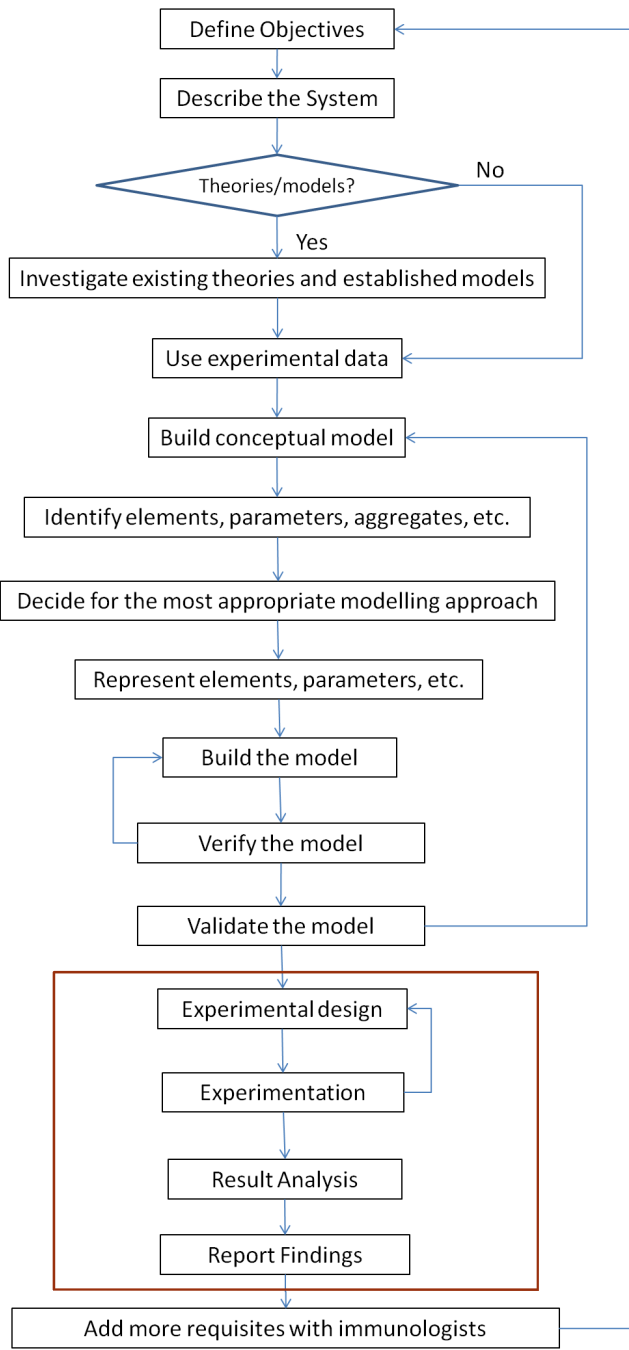 Define Objectives
Describe the System
Theories/models?
No
Yes
Investigate existing theories and established models
Use experimental data
Build conceptual model
Identify elements, parameters, aggregates, etc.
Decide for the most appropriate modelling approach
Represent elements, parameters, etc.
Build the model
Verify the model
Validate the model
Experimental design
Experimentation
Result Analysis
Report Findings
Add more requisites with immunologists